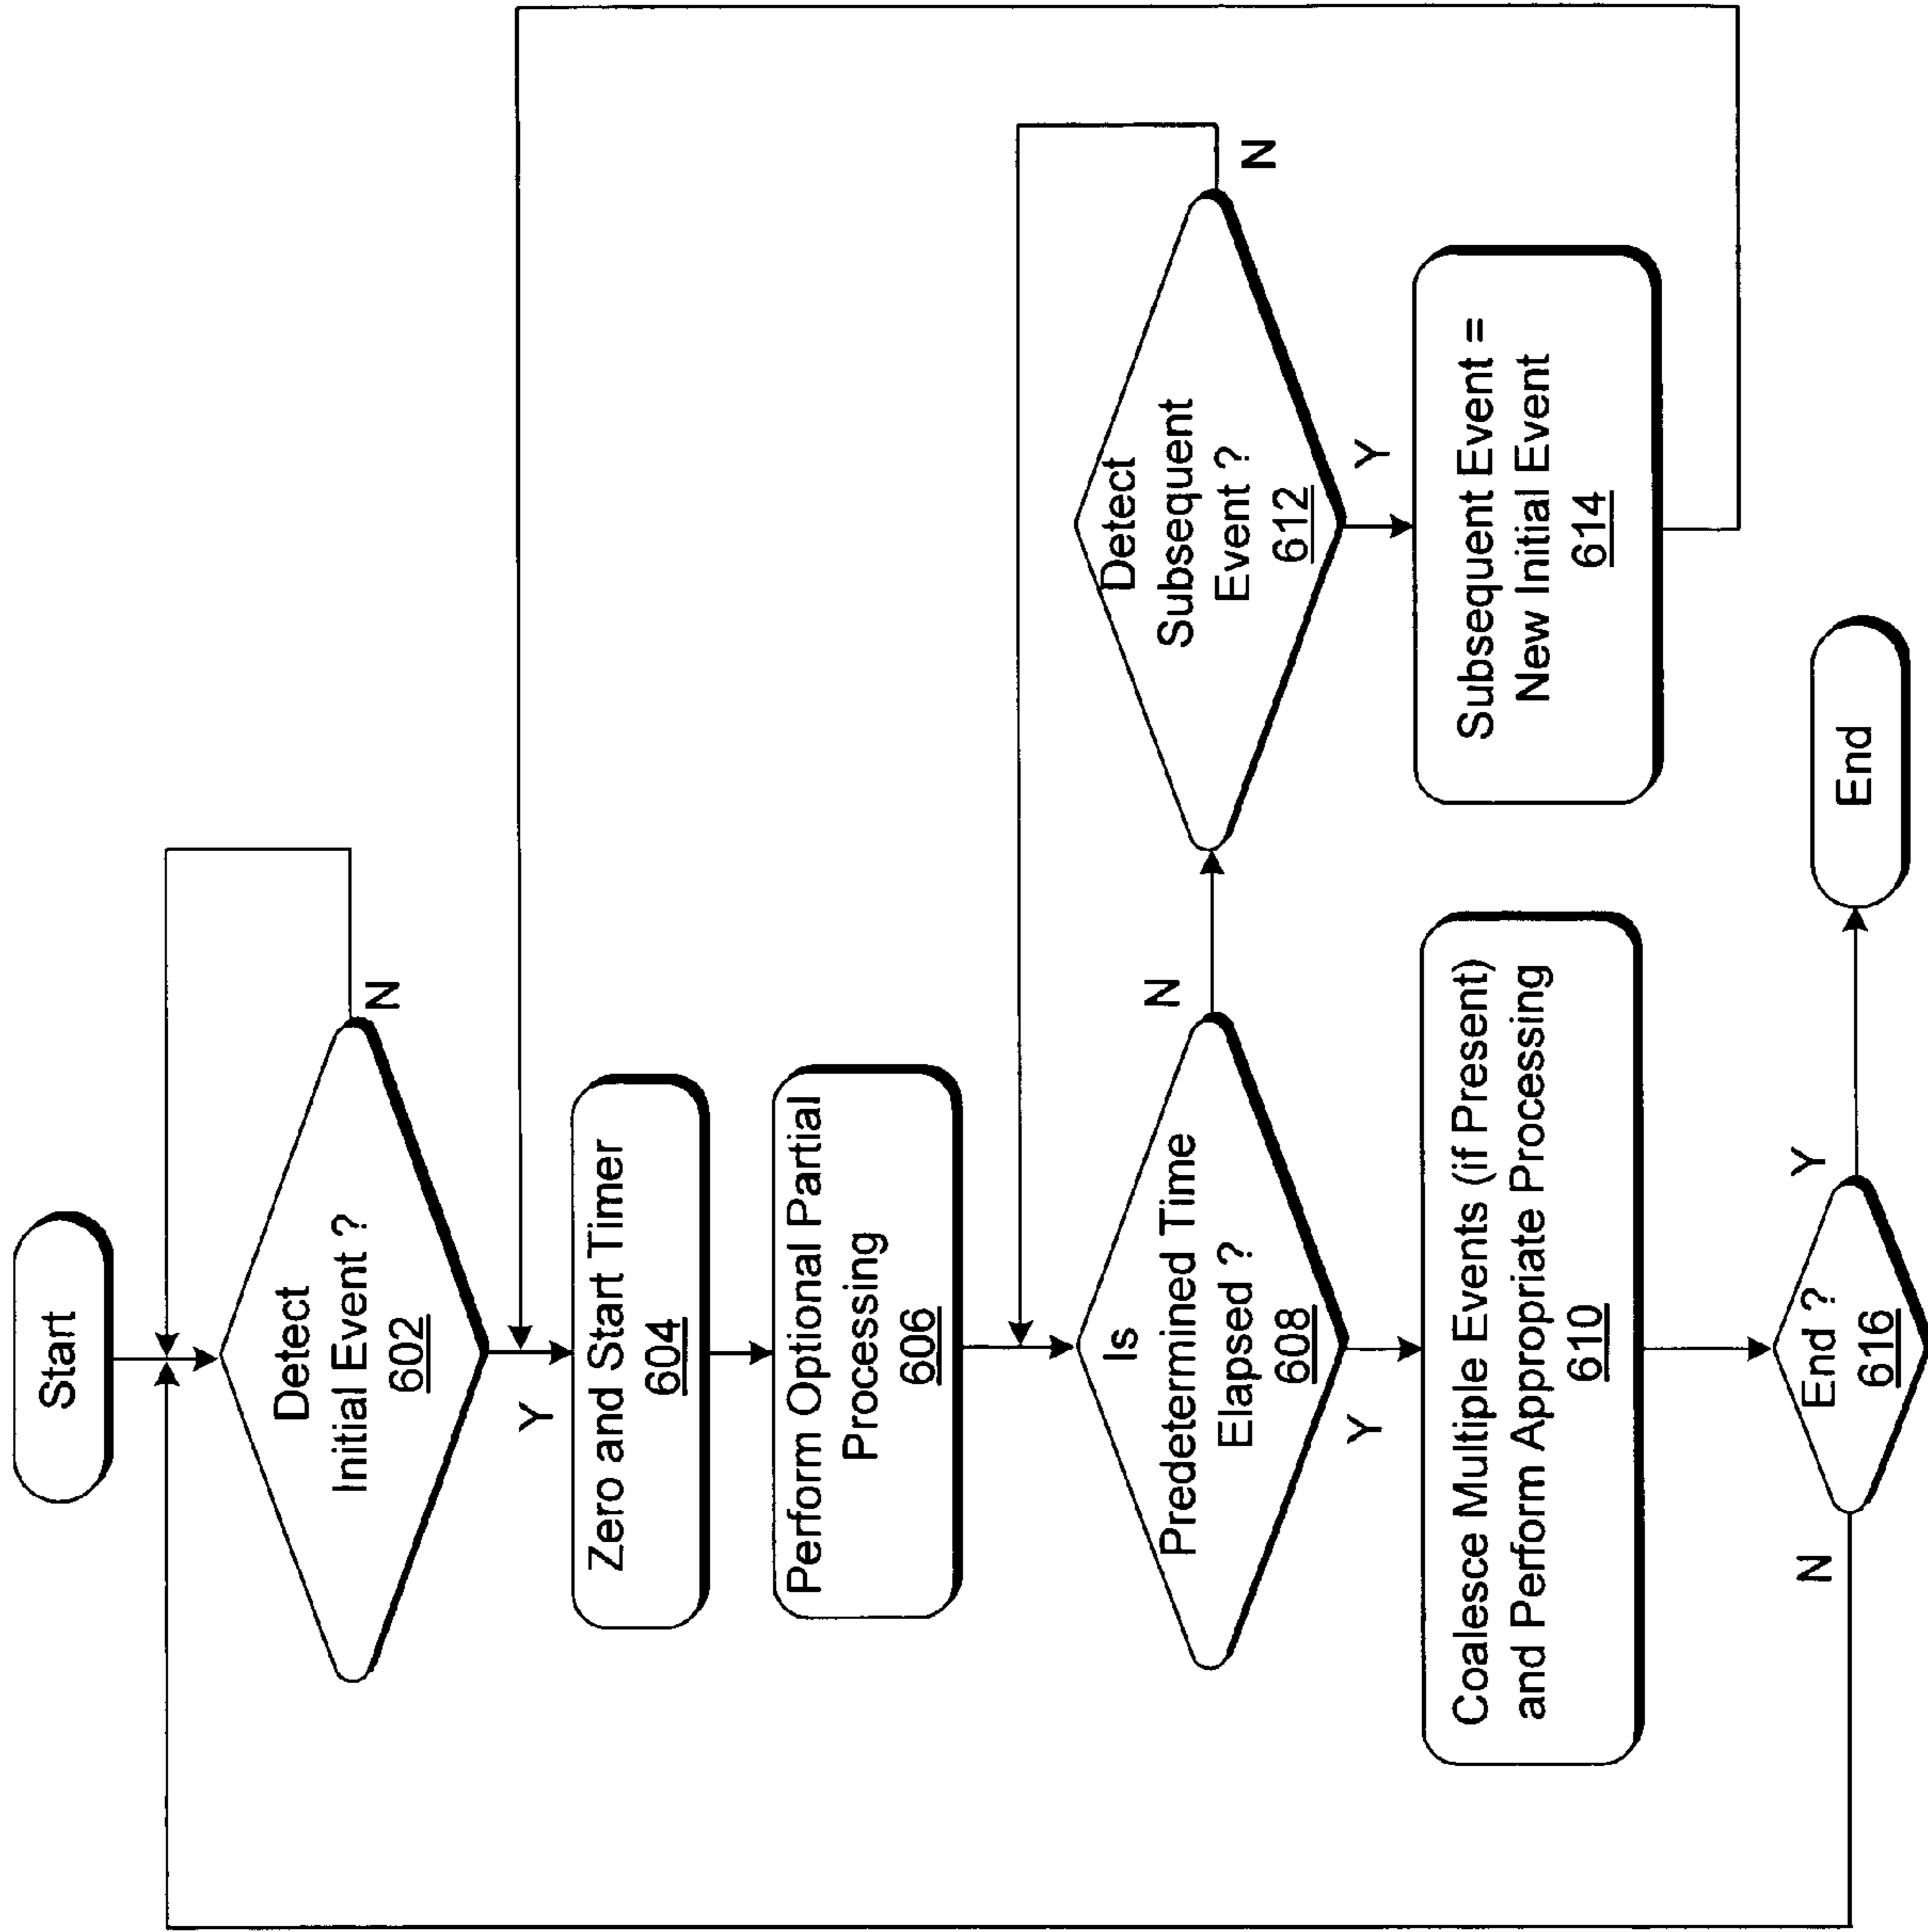 Start
Detect
Initial Event ?
602
N
Y
Zero and Start Timer
604
Perform Optional Partial
Processing
606
Is
Predetermined Time
Elapsed ?
608
N
Y
Detect
Subsequent
Event ?
612
N
Y
Subsequent Event =
New Initial Event
614
Coalesce Multiple Events (if Present)
and Perform Appropriate Processing
610
End ?
616
N
Y
End